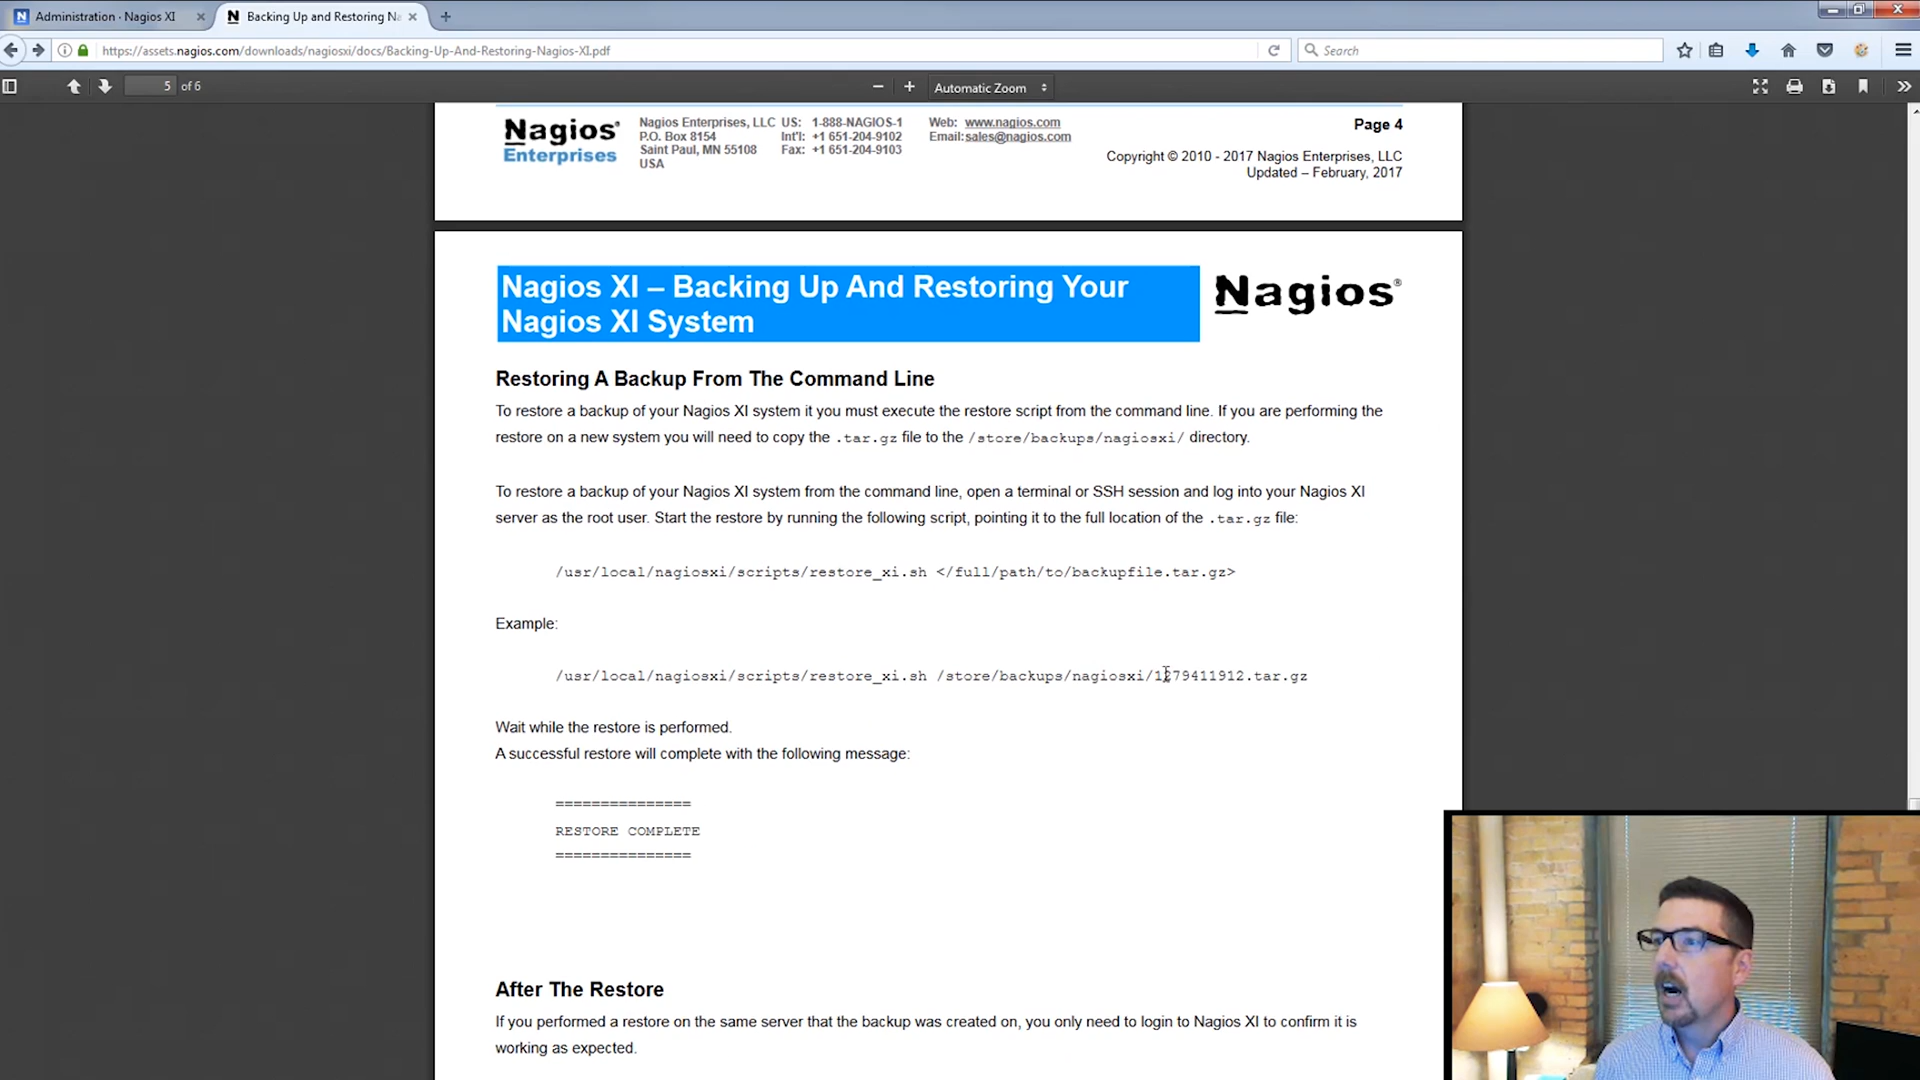 Administration · Nagios XI
Backing Up and Restoring Na
https://assets.nagios.com/downloads/nagiosxi/docs/Backing-Up-And-Restoring-Nagios-XI.pdf
Search
5 of 6
Automatic Zoom
Nagios®
Enterprises
Nagios Enterprises, LLC
P.O. Box 8154
Saint Paul, MN 55108
USA
US: 1-888-NAGIOS-1
Int'l: +1 651-204-9102
Fax: +1 651-204-9103
Web: www.nagios.com
Email:sales@nagios.com
Page 4
Copyright © 2010 - 2017 Nagios Enterprises, LLC
Updated – February, 2017
Nagios XI – Backing Up And Restoring Your
Nagios XI System
Nagios®
Restoring A Backup From The Command Line
To restore a backup of your Nagios XI system it you must execute the restore script from the command line. If you are performing the
restore on a new system you will need to copy the .tar.gz file to the /store/backups/nagiosxi/ directory.
To restore a backup of your Nagios XI system from the command line, open a terminal or SSH session and log into your Nagios XI
server as the root user. Start the restore by running the following script, pointing it to the full location of the .tar.gz file:
/usr/local/nagiosxi/scripts/restore_xi.sh </full/path/to/backupfile.tar.gz>
Example:
/usr/local/nagiosxi/scripts/restore_xi.sh /store/backups/nagiosxi/1279411912.tar.gz
Wait while the restore is performed.
A successful restore will complete with the following message:
===============
RESTORE COMPLETE
===============
After The Restore
If you performed a restore on the same server that the backup was created on, you only need to login to Nagios XI to confirm it is
working as expected.